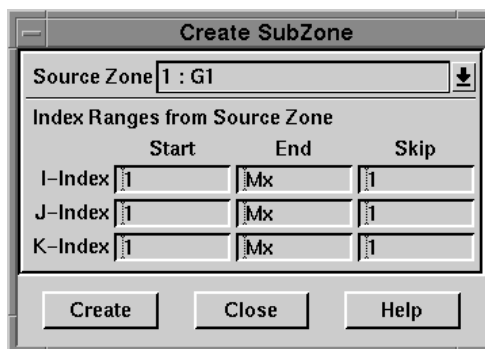 Create SubZone
Source Zone 1 : G1
Index Ranges from Source Zone
Start End Skip
I-Index 1 Mx 1
J-Index 1 Mx 1
K-Index 1 Mx 1
Create Close Help